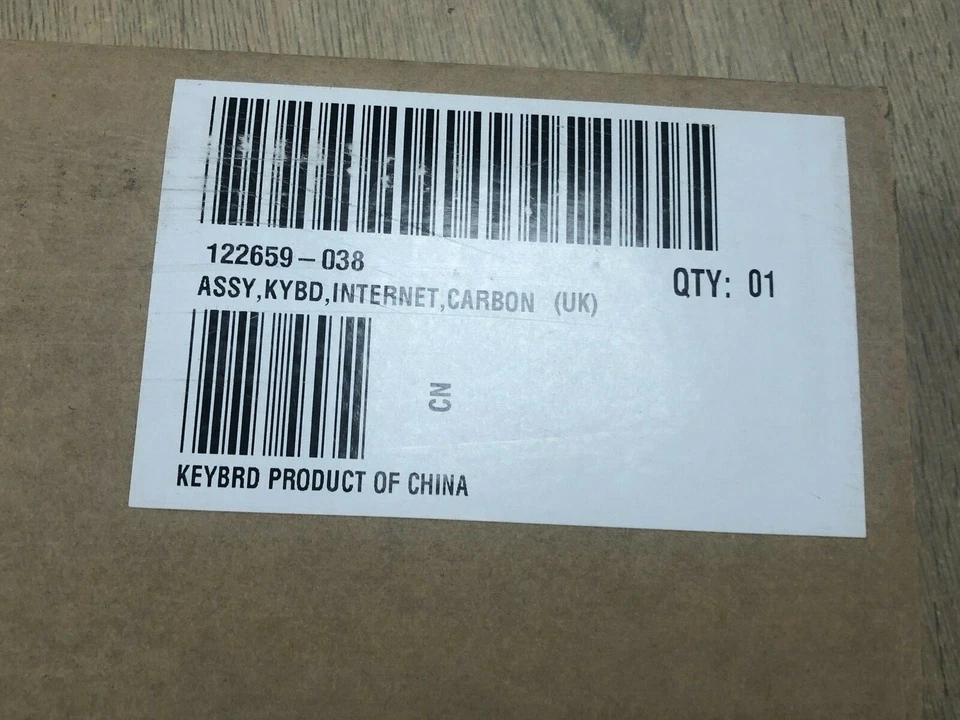 122659-038
QTY: 01
ASSY,KYBD,INTERNET,CARBON (UK)
CN
KEYBRD PRODUCT OF CHINA